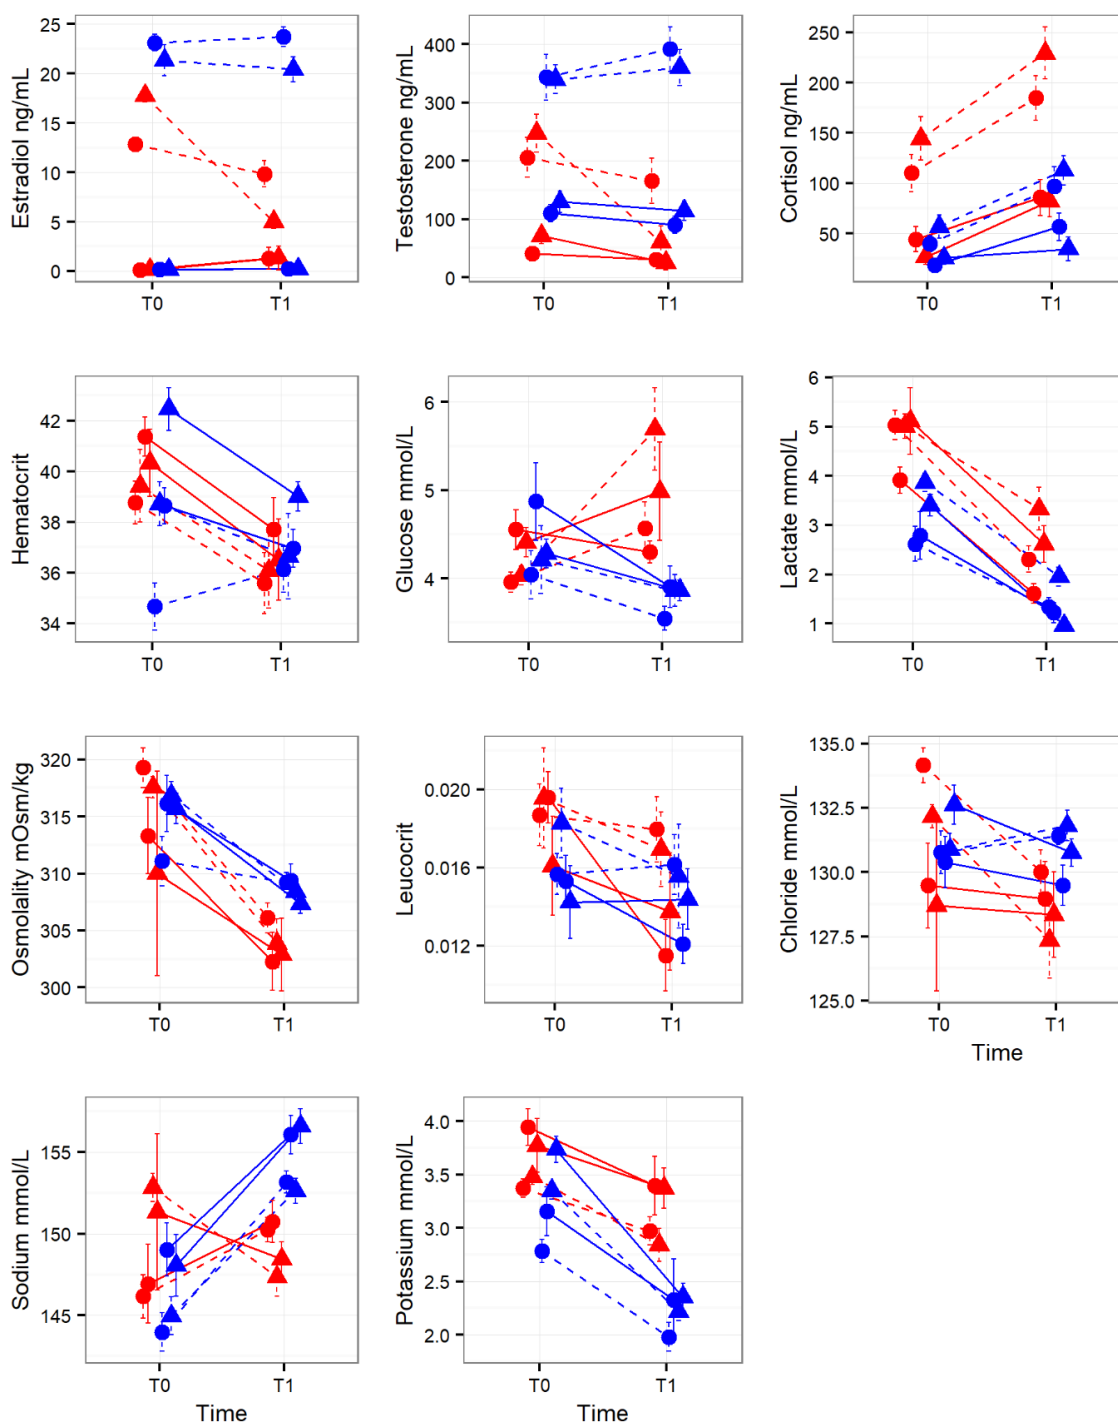 Estradiol ng/mL
25
20
15
10
5
0
T0 T1
Testosterone ng/mL
400
300
200
100
0
T0 T1
Cortisol ng/mL
250
200
150
100
50
T0 T1
Hematocrit
42
40
38
36
34
T0 T1
Glucose mmol/L
6
5
4
T0 T1
Lactate mmol/L
6
5
4
3
2
1
T0 T1
Osmolality mOsm/kg
320
315
310
305
300
T0 T1
Leucocrit
0.020
0.016
0.012
T0 T1
Chloride mmol/L
135.0
132.5
130.0
127.5
125.0
T0 T1
Time
Sodium mmol/L
155
150
145
T0 T1
Time
Potassium mmol/L
4.0
3.5
3.0
2.5
2.0
T0 T1
Time